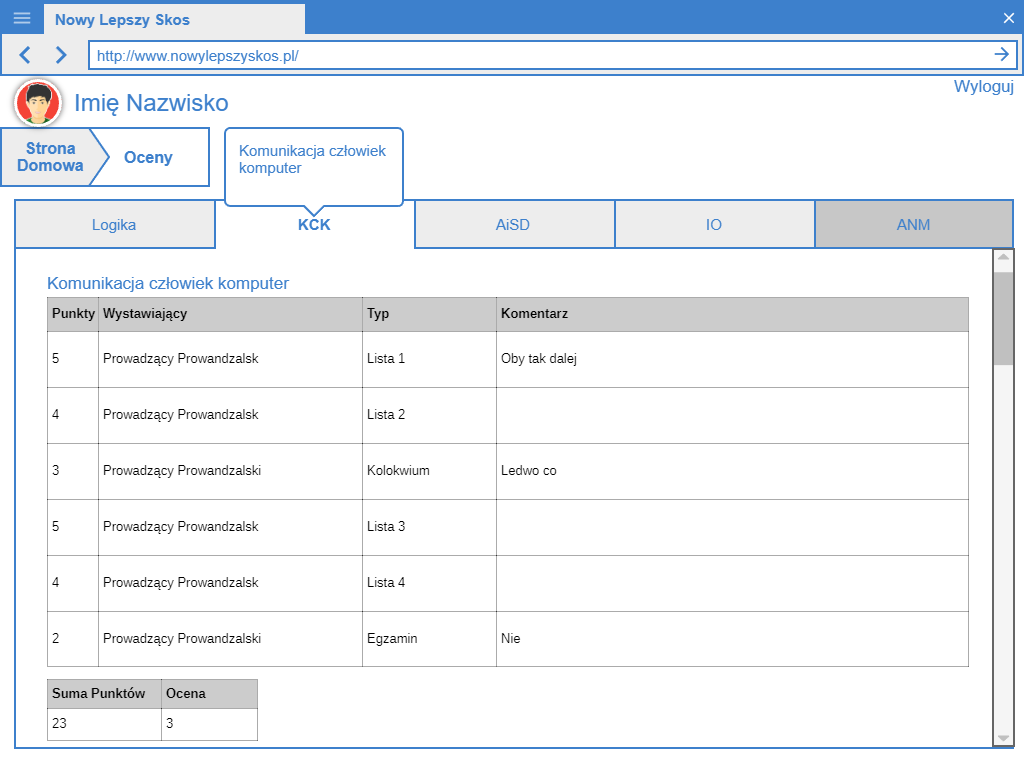 Nowy Lepszy Skos
http://www.nowylepszyskos.pl/
Wyloguj
Imię Nazwisko
Strona
Domowa
Oceny
Komunikacja człowiek
komputer
Logika KCK AiSD IO ANM
Komunikacja człowiek komputer
Punkty Wystawiający Typ Komentarz
5 Prowadzący Prowandzalsk Lista 1 Oby tak dalej
4 Prowadzący Prowandzalsk Lista 2
3 Prowadzący Prowandzalski Kolokwium Ledwo co
5 Prowadzący Prowandzalsk Lista 3
4 Prowadzący Prowandzalsk Lista 4
2 Prowadzący Prowandzalski Egzamin Nie
Suma Punktów Ocena
23 3